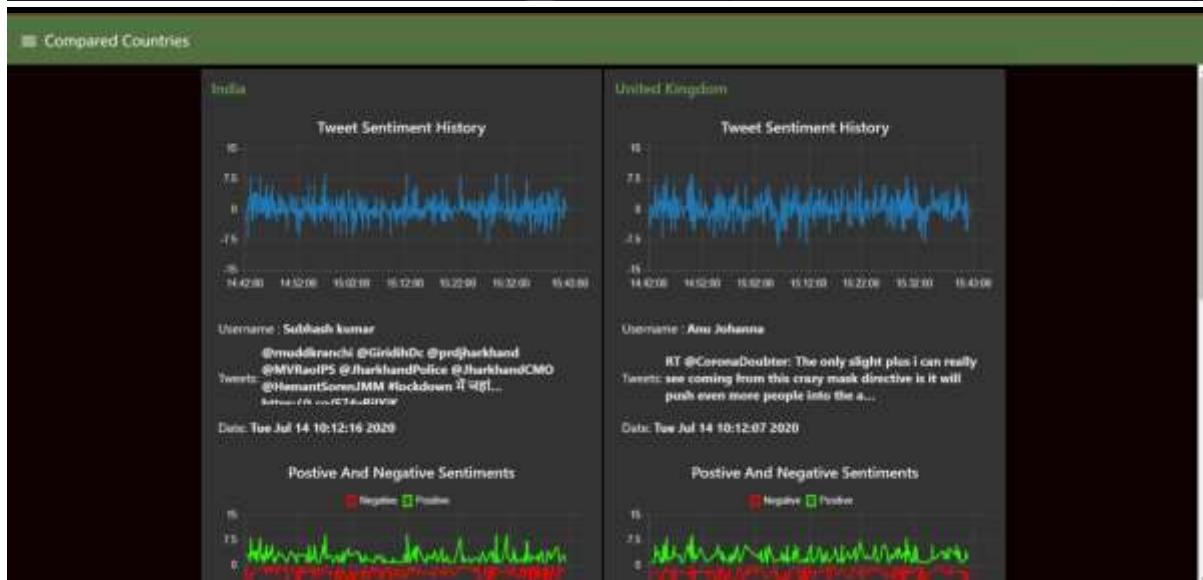 Compared Countries
India
Tweet Sentiment History
15
7.5
0
-7.5
-15
14:42:00 14:52:00 15:02:00 15:12:00 15:22:00 15:32:00 15:43:00
Username : Subhash kumar
Tweets:
@GiridihDc @prdjharkhand
@MVRaoIPS @JharkhandPolice @JharkhandCMO
@HemantSorenJMM #lockdown में जहां...
Date: Tue Jul 14 10:12:16 2020
Postive And Negative Sentiments
Negative Positive
15
7.5
0
United Kingdom
Tweet Sentiment History
15
7.5
0
-7.5
-15
14:42:00 14:52:00 15:02:00 15:12:00 15:22:00 15:32:00 15:43:00
Username : Anu Johanna
Tweets:
RT @CoronaDoubter: The only slight plus i can really
see coming from this crazy mask directive is it will
push even more people into the a...
Date: Tue Jul 14 10:12:07 2020
Postive And Negative Sentiments
Negative Positive
15
7.5
0